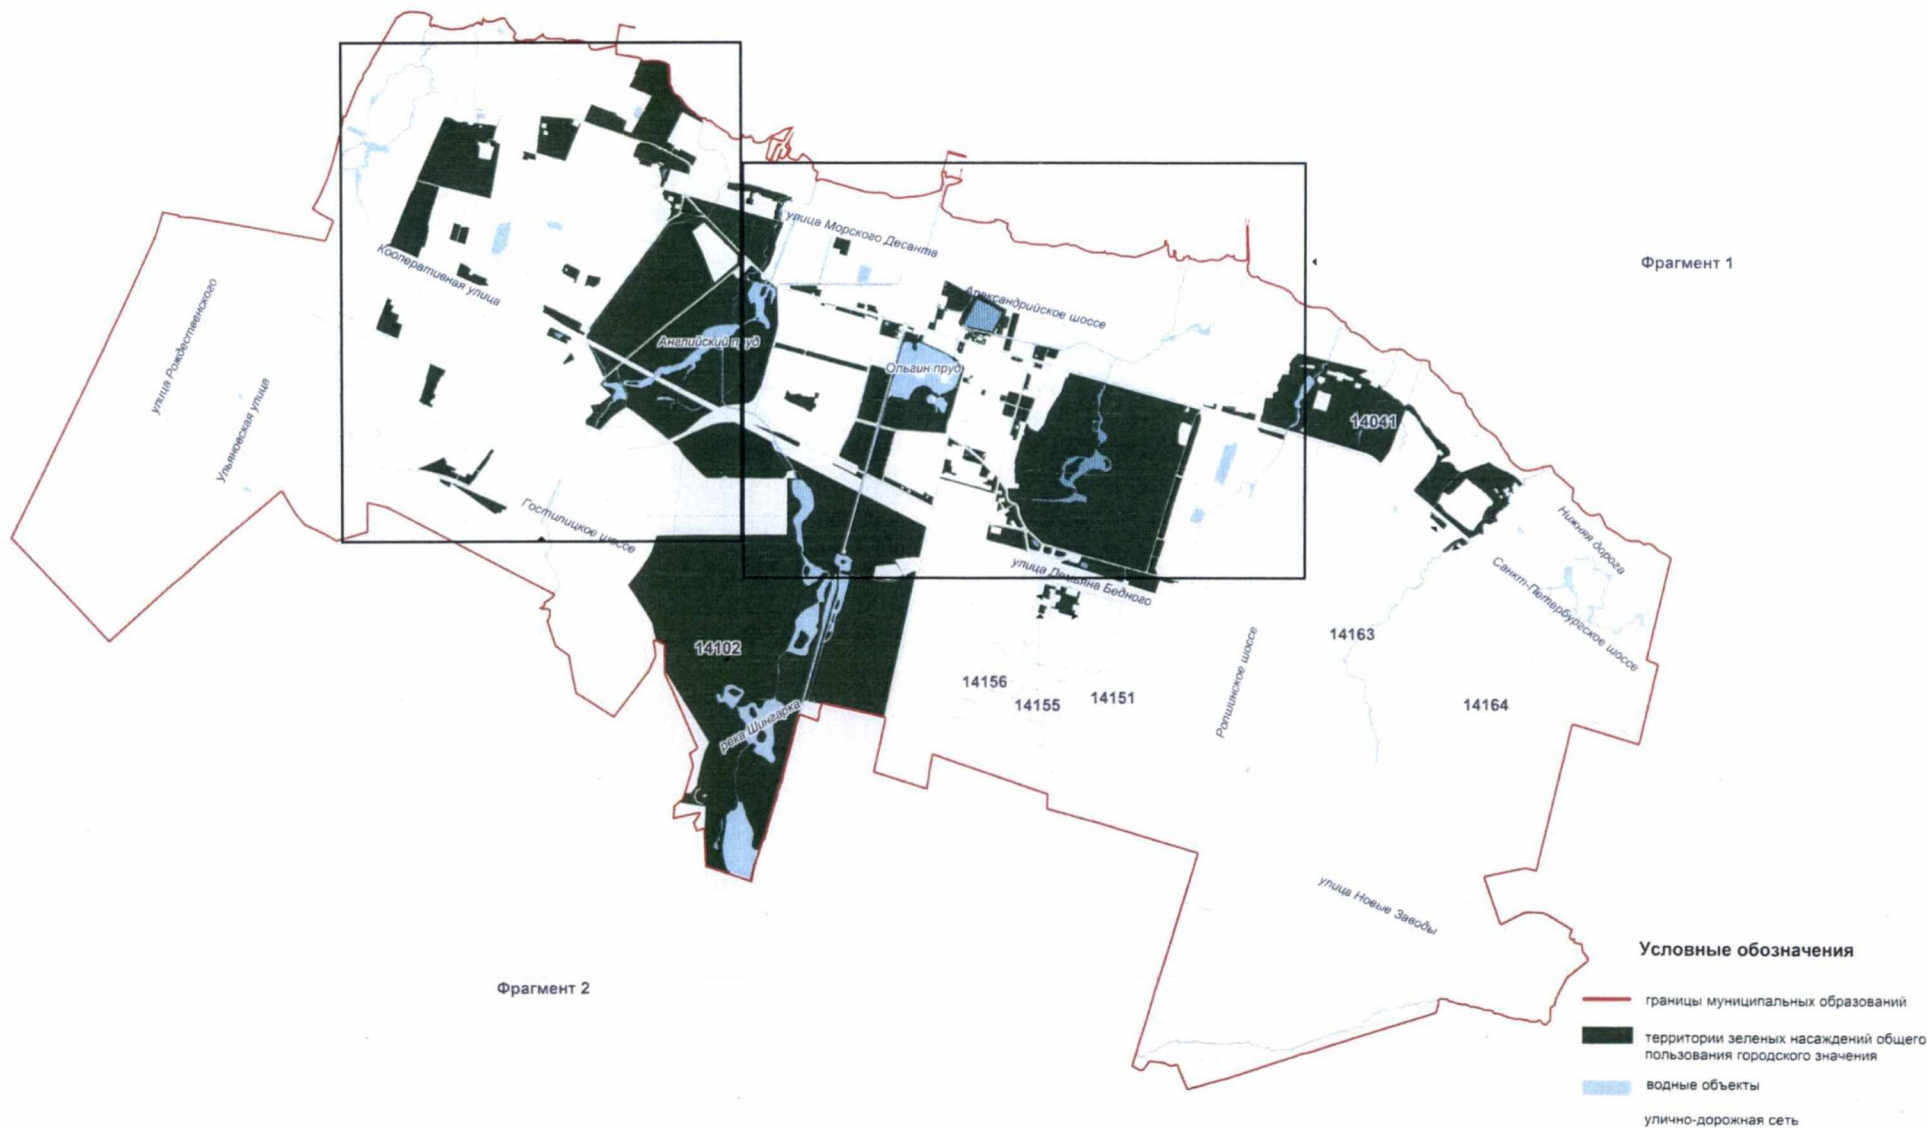 улица Морского Десанта
Фрагмент 1
Кооперативная улица
Александрийское шоссе
улица Рождественского
Английский пруд
Ольгин пруд
Ульяновская улица
14041
Гостилицкое шоссе
Нижняя дорога
улица Демьяна Бедного
Санкт-Петербургское шоссе
14102
14163
14156
14155
14151
Ропшинское шоссе
14164
река Шингарка
улица Новые Заводы
Фрагмент 2
Условные обозначения
границы муниципальных образований
территории зеленых насаждений общего
пользования городского значения
водные объекты
улично-дорожная сеть